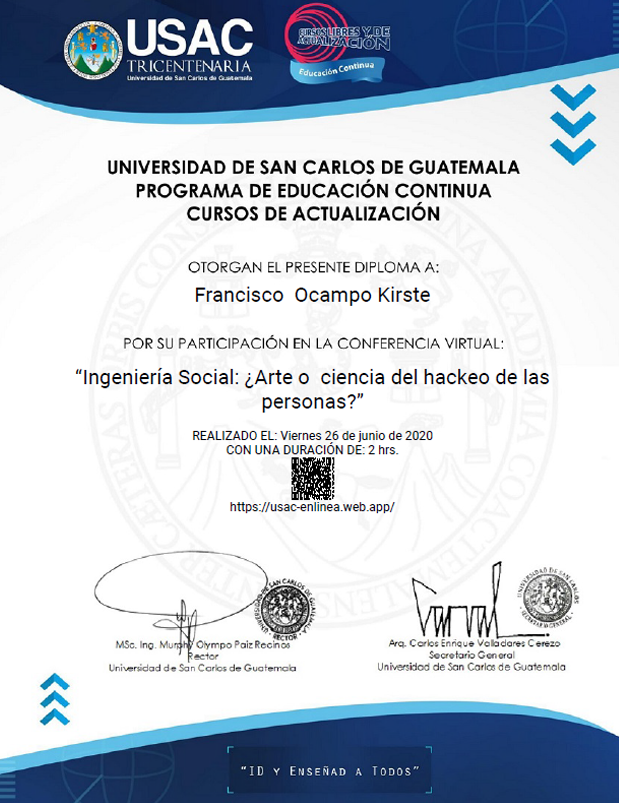 USAC
TRICENTENARIA
Universidad de San Carlos de Guatemala
CURSOS LIBRES Y DE
ACTUALIZACIÓN
Educación Continua
UNIVERSIDAD DE SAN CARLOS DE GUATEMALA
PROGRAMA DE EDUCACIÓN CONTINUA
CURSOS DE ACTUALIZACIÓN
OTORGAN EL PRESENTE DIPLOMA A:
Francisco Ocampo Kirste
POR SU PARTICIPACIÓN EN LA CONFERENCIA VIRTUAL:
“Ingeniería Social: ¿Arte o ciencia del hackeo de las
personas?”
REALIZADO EL: Viernes 26 de junio de 2020
CON UNA DURACIÓN DE: 2 hrs.
https://usac-enlinea.web.app/
MSc. Ing. Murphy Olympo Paiz Recinos
Rector
Universidad de San Carlos de Guatemala
Arq. Carlos Enrique Valladares Cerezo
Secretario General
Universidad de San Carlos de Guatemala
“ID Y ENSEÑAD A TODOS”